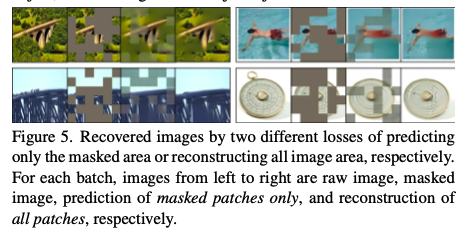 Figure 5. Recovered images by two different losses of predicting
only the masked area or reconstructing all image area, respectively.
For each batch, images from left to right are raw image, masked
image, prediction of masked patches only, and reconstruction of
all patches, respectively.